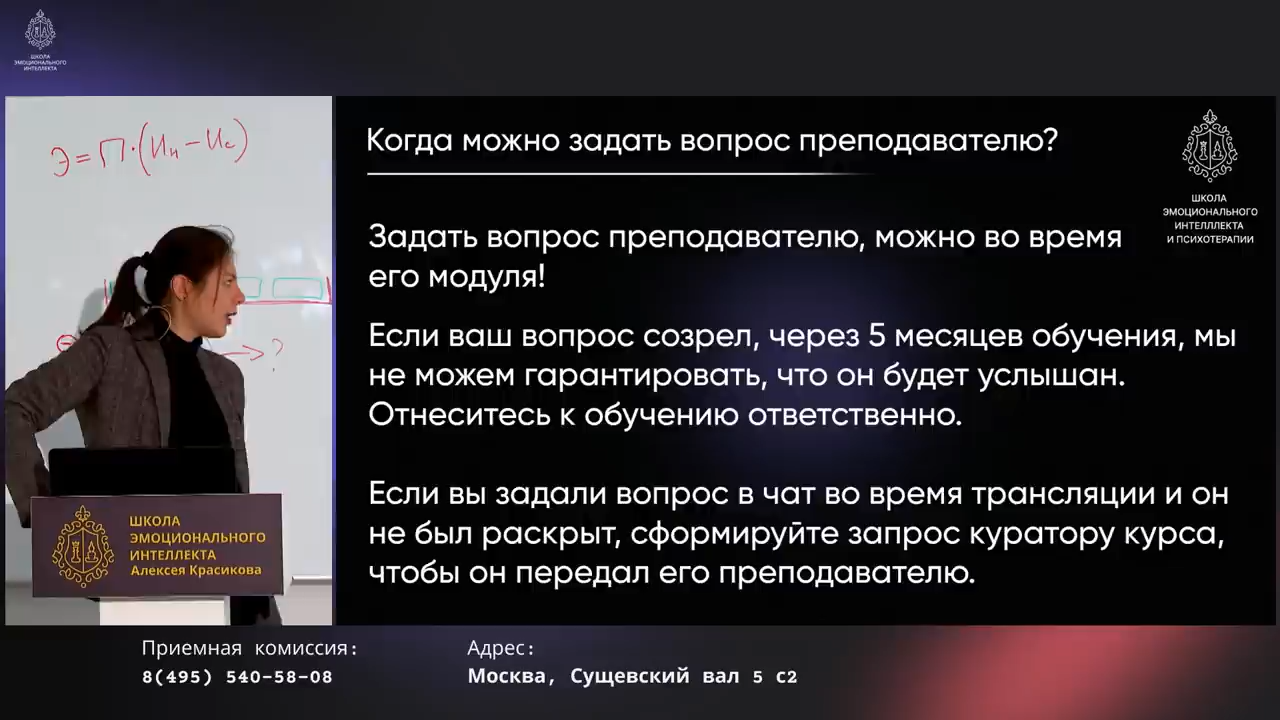 ШКОЛА
ЭМОЦИОНАЛЬНОГО
ИНТЕЛЛЕКТА
Э=П·(Ин-Ис)
?
Когда можно задать вопрос преподавателю?
ШКОЛА
ЭМОЦИОНАЛЬНОГО
ИНТЕЛЛЛЕКТА
И ПСИХОТЕРАПИИ
Задать вопрос преподавателю, можно во время
его модуля!
Если ваш вопрос созрел, через 5 месяцев обучения, мы
не можем гарантировать, что он будет услышан.
Отнеситесь к обучению ответственно.
Если вы задали вопрос в чат во время трансляции и он
не был раскрыт, сформируйте запрос куратору курса,
чтобы он передал его преподавателю.
ШКОЛА
ЭМОЦИОНАЛЬНОГО
ИНТЕЛЛЕКТА
Алексея Красикова
Приемная комиссия:
8(495) 540-58-08
Адрес:
Москва, Сущевский вал 5 с2